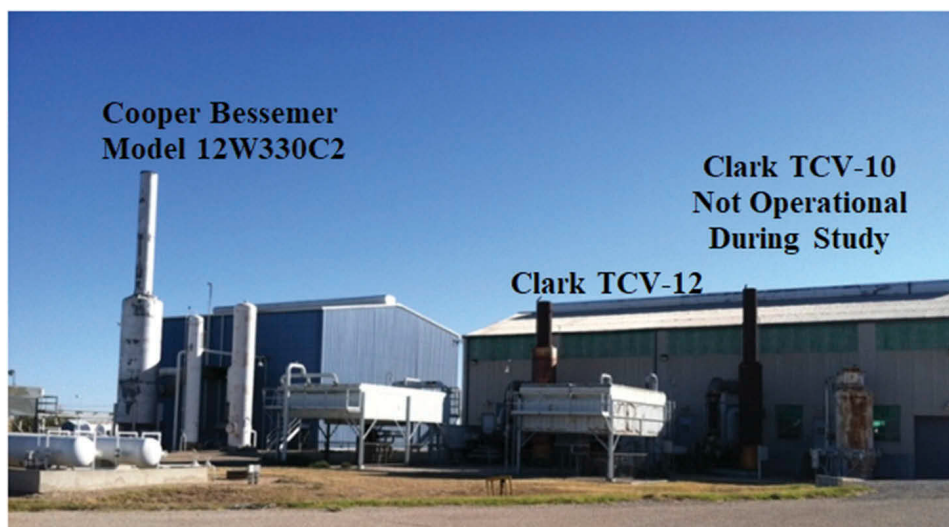 Cooper Bessemer
Model 12W330C2
Clark TCV-10
Not Operational
During Study
Clark TCV-12